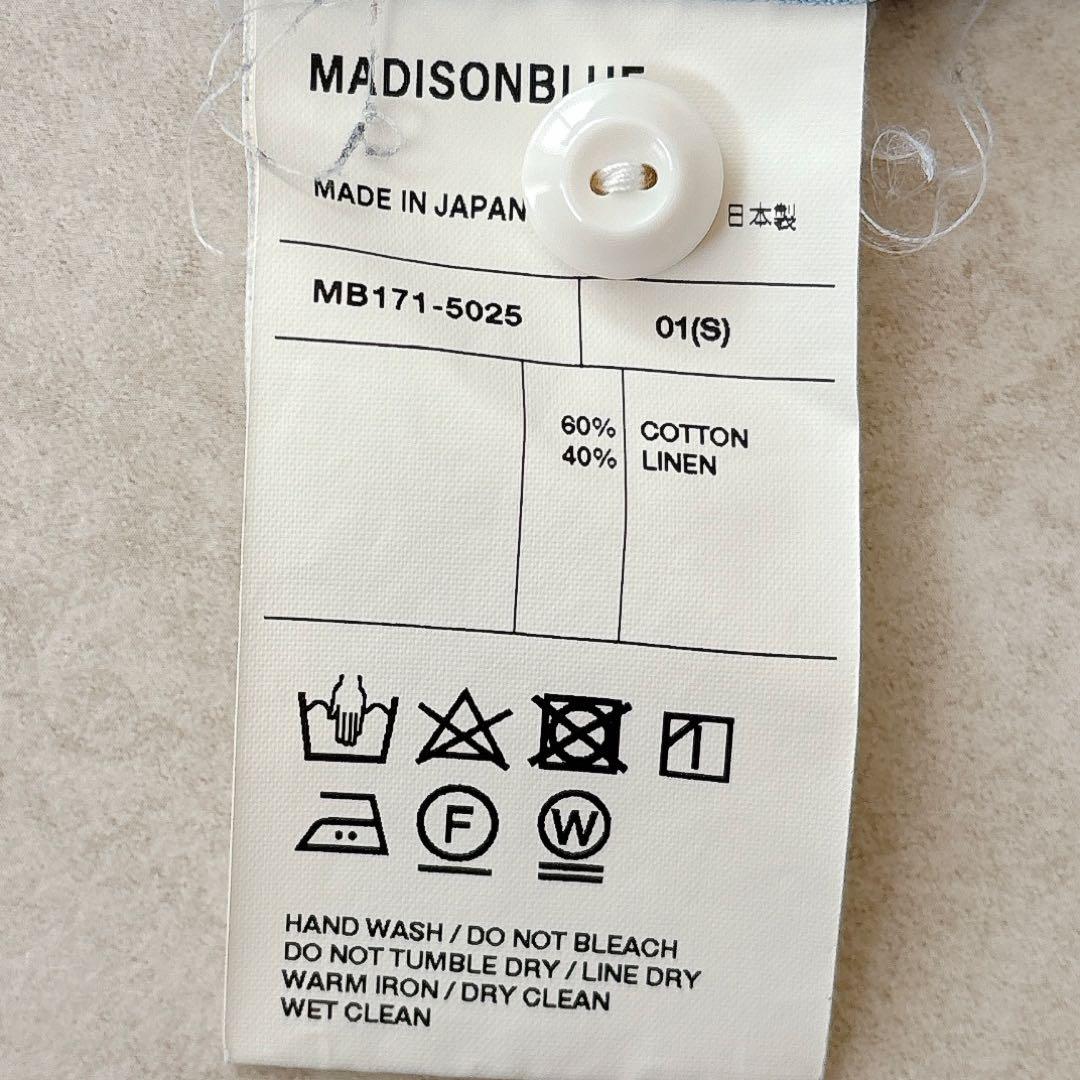 MADISONBLUE
MADE IN JAPAN 日本製
MB171-5025 01(S)
60% COTTON
40% LINEN
F W
HAND WASH / DO NOT BLEACH
DO NOT TUMBLE DRY / LINE DRY
WARM IRON / DRY CLEAN
WET CLEAN